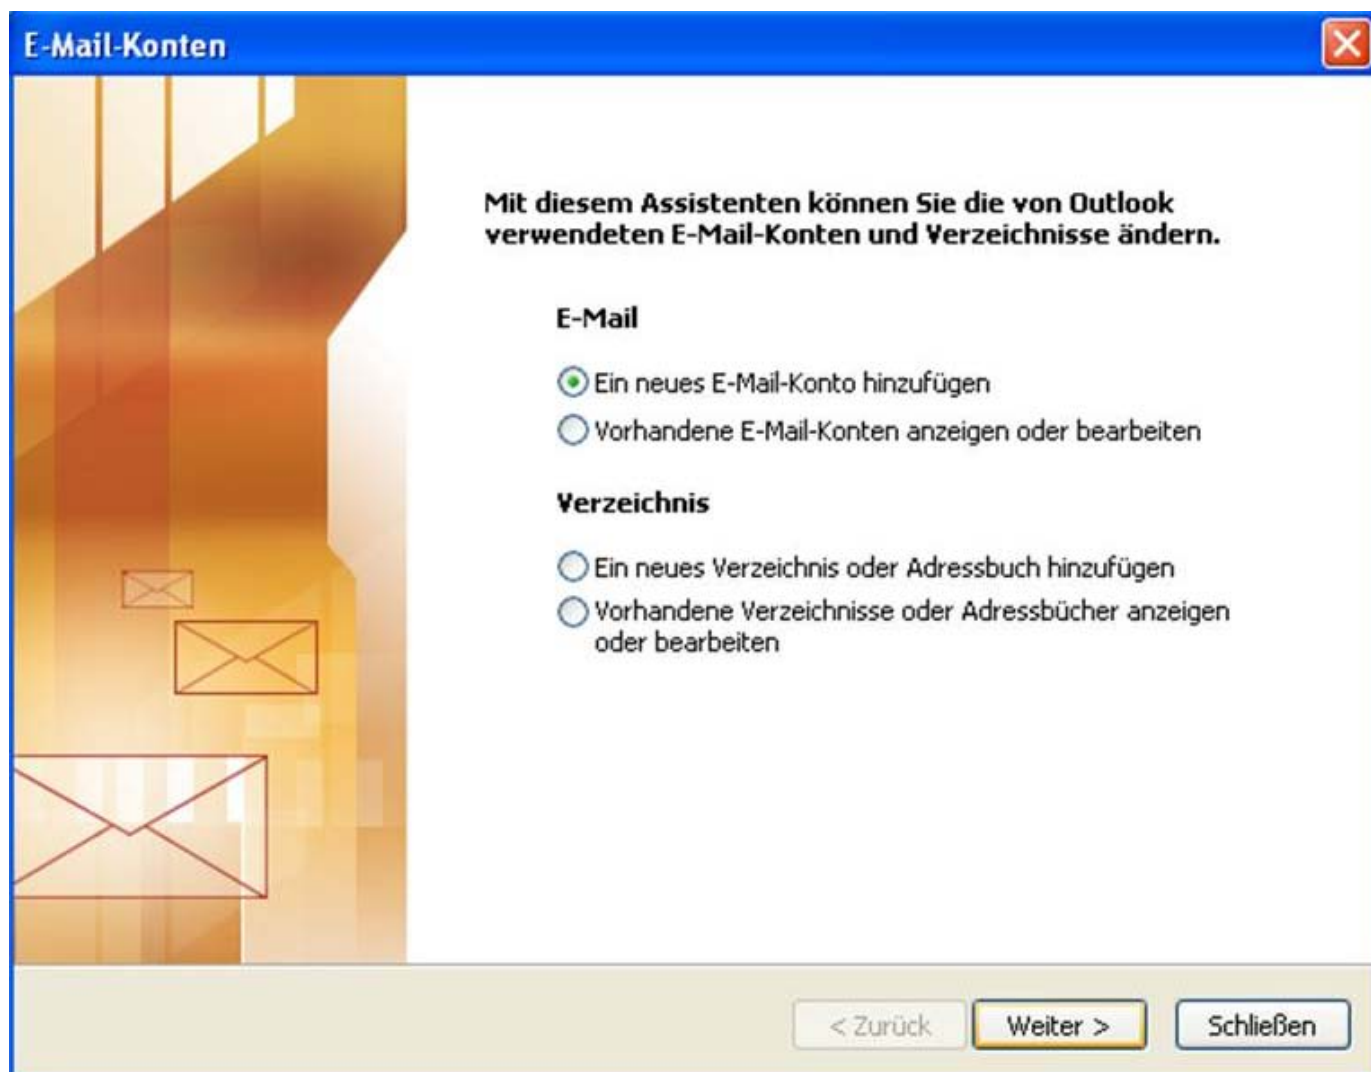 E-Mail-Konten
Mit diesem Assistenten können Sie die von Outlook
verwendeten E-Mail-Konten und Verzeichnisse ändern.
E-Mail
Ein neues E-Mail-Konto hinzufügen
Vorhandene E-Mail-Konten anzeigen oder bearbeiten
Verzeichnis
Ein neues Verzeichnis oder Adressbuch hinzufügen
Vorhandene Verzeichnisse oder Adressbücher anzeigen
oder bearbeiten
< Zurück Weiter > Schließen